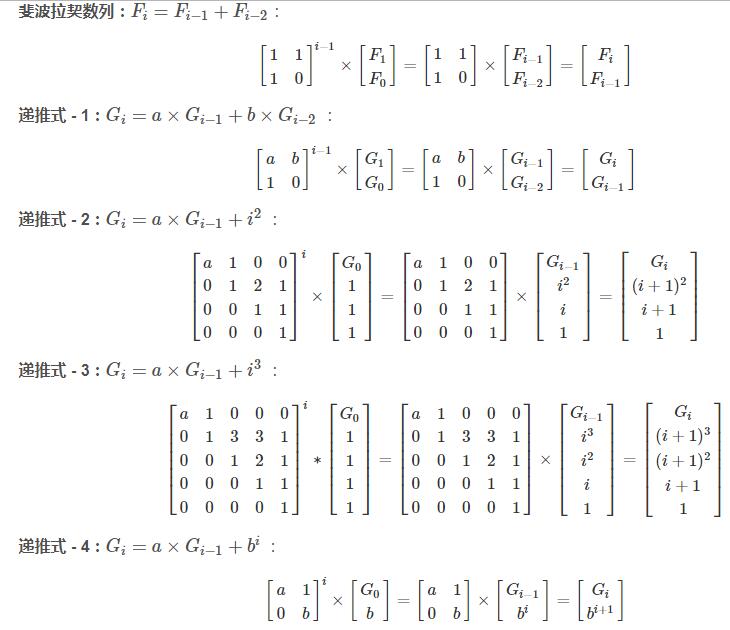 斐波拉契数列：$F_i = F_{i-1} + F_{i-2}$：
$\begin{bmatrix} 1 & 1 \\ 1 & 0 \end{bmatrix}^{i-1} \times \begin{bmatrix} F_1 \\ F_0 \end{bmatrix} = \begin{bmatrix} 1 & 1 \\ 1 & 0 \end{bmatrix} \times \begin{bmatrix} F_{i-1} \\ F_{i-2} \end{bmatrix} = \begin{bmatrix} F_i \\ F_{i-1} \end{bmatrix}$
递推式 - 1：$G_i = a \times G_{i-1} + b \times G_{i-2}$ ：
$\begin{bmatrix} a & b \\ 1 & 0 \end{bmatrix}^{i-1} \times \begin{bmatrix} G_1 \\ G_0 \end{bmatrix} = \begin{bmatrix} a & b \\ 1 & 0 \end{bmatrix} \times \begin{bmatrix} G_{i-1} \\ G_{i-2} \end{bmatrix} = \begin{bmatrix} G_i \\ G_{i-1} \end{bmatrix}$
递推式 - 2：$G_i = a \times G_{i-1} + i^2$ ：
$\begin{bmatrix} a & 1 & 0 & 0 \\ 0 & 1 & 2 & 1 \\ 0 & 0 & 1 & 1 \\ 0 & 0 & 0 & 1 \end{bmatrix}^{i} \times \begin{bmatrix} G_0 \\ 1 \\ 1 \\ 1 \end{bmatrix} = \begin{bmatrix} a & 1 & 0 & 0 \\ 0 & 1 & 2 & 1 \\ 0 & 0 & 1 & 1 \\ 0 & 0 & 0 & 1 \end{bmatrix} \times \begin{bmatrix} G_{i-1} \\ i^2 \\ i \\ 1 \end{bmatrix} = \begin{bmatrix} G_i \\ (i+1)^2 \\ i+1 \\ 1 \end{bmatrix}$
递推式 - 3：$G_i = a \times G_{i-1} + i^3$ ：
$\begin{bmatrix} a & 1 & 0 & 0 & 0 \\ 0 & 1 & 3 & 3 & 1 \\ 0 & 0 & 1 & 2 & 1 \\ 0 & 0 & 0 & 1 & 1 \\ 0 & 0 & 0 & 0 & 1 \end{bmatrix}^{i} * \begin{bmatrix} G_0 \\ 1 \\ 1 \\ 1 \\ 1 \end{bmatrix} = \begin{bmatrix} a & 1 & 0 & 0 & 0 \\ 0 & 1 & 3 & 3 & 1 \\ 0 & 0 & 1 & 2 & 1 \\ 0 & 0 & 0 & 1 & 1 \\ 0 & 0 & 0 & 0 & 1 \end{bmatrix} \times \begin{bmatrix} G_{i-1} \\ i^3 \\ i^2 \\ i \\ 1 \end{bmatrix} = \begin{bmatrix} G_i \\ (i+1)^3 \\ (i+1)^2 \\ i+1 \\ 1 \end{bmatrix}$
递推式 - 4：$G_i = a \times G_{i-1} + b^i$ ：
$\begin{bmatrix} a & 1 \\ 0 & b \end{bmatrix}^{i} \times \begin{bmatrix} G_0 \\ b \end{bmatrix} = \begin{bmatrix} a & 1 \\ 0 & b \end{bmatrix} \times \begin{bmatrix} G_{i-1} \\ b^i \end{bmatrix} = \begin{bmatrix} G_i \\ b^{i+1} \end{bmatrix}$